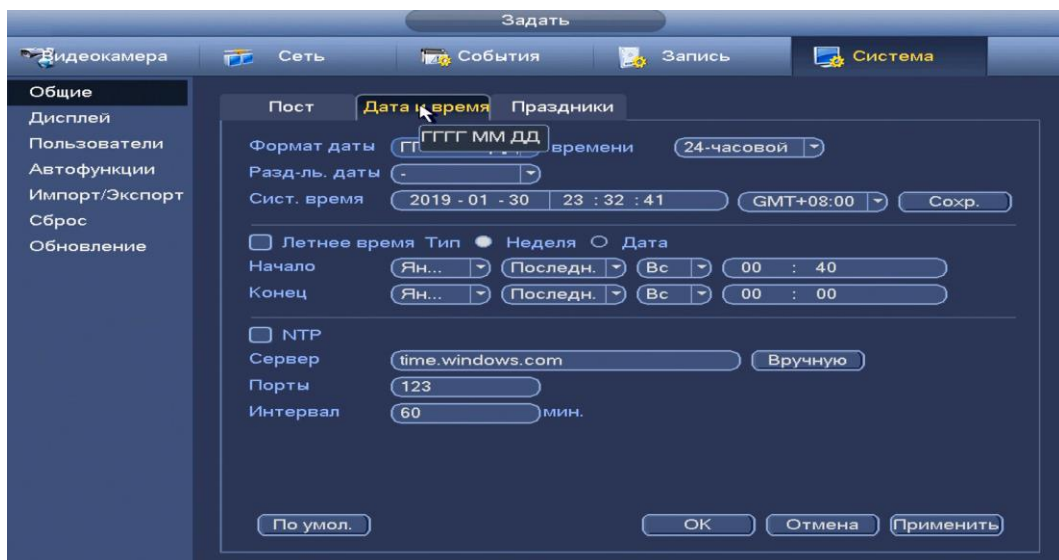 Задать
Видеокамера Сеть События Запись Система
Общие
Дисплей
Пользователи
Автофункции
Импорт/Экспорт
Сброс
Обновление
Пост Дата и время Праздники
ГГГГ ММ ДД
Формат даты времени 24-часовой
Разд-ль. даты -
Сист. время 2019 - 01 - 30 23 : 32 : 41 GMT+08:00 Сохр.
Летнее время Тип Неделя Дата
Начало Ян... Последн. Вс 00 : 40
Конец Ян... Последн. Вс 00 : 00
NTP
Сервер time.windows.com Вручную
Порты 123
Интервал 60 мин.
По умол. OK Отмена Применить